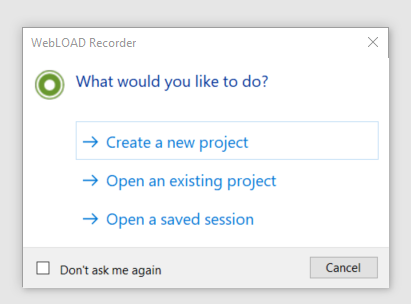 WebLOAD Recorder
What would you like to do?
Create a new project
Open an existing project
Open a saved session
Don't ask me again
Cancel